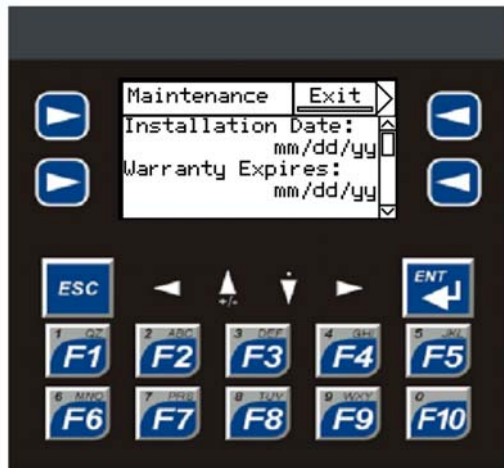 Maintenance Exit
Installation Date:
mm/dd/yy
Warranty Expires:
mm/dd/yy
ESC +/- . ENT
1 QZ 2 ABC 3 DEF 4 GHI 5 JKL
F1 F2 F3 F4 F5
6 MNO 7 PRS 8 TUV 9 WXY 0
F6 F7 F8 F9 F10